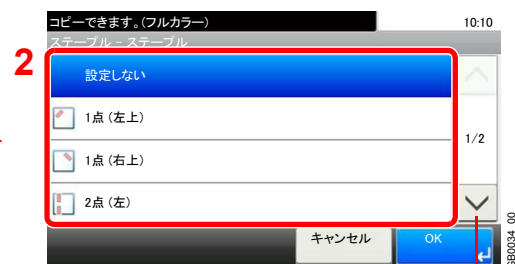 コピーできます。(フルカラー)
10:10
ステープル - ステープル
2
設定しない
1点 (左上)
1点 (右上)
1/2
2点 (左)
キャンセル
OK
GB0034_00